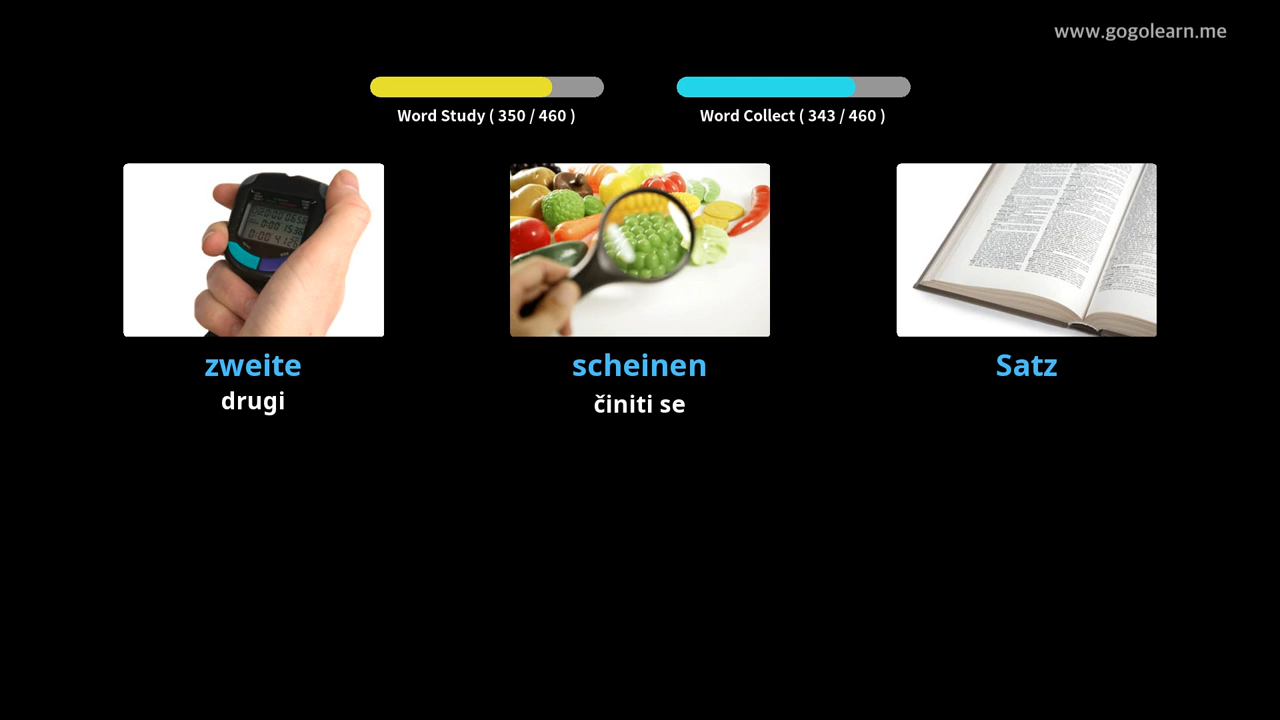 www.gogolearn.me
Word Study ( 350 / 460 )
Word Collect ( 343 / 460 )
zweite
drugi
scheinen
činiti se
Satz